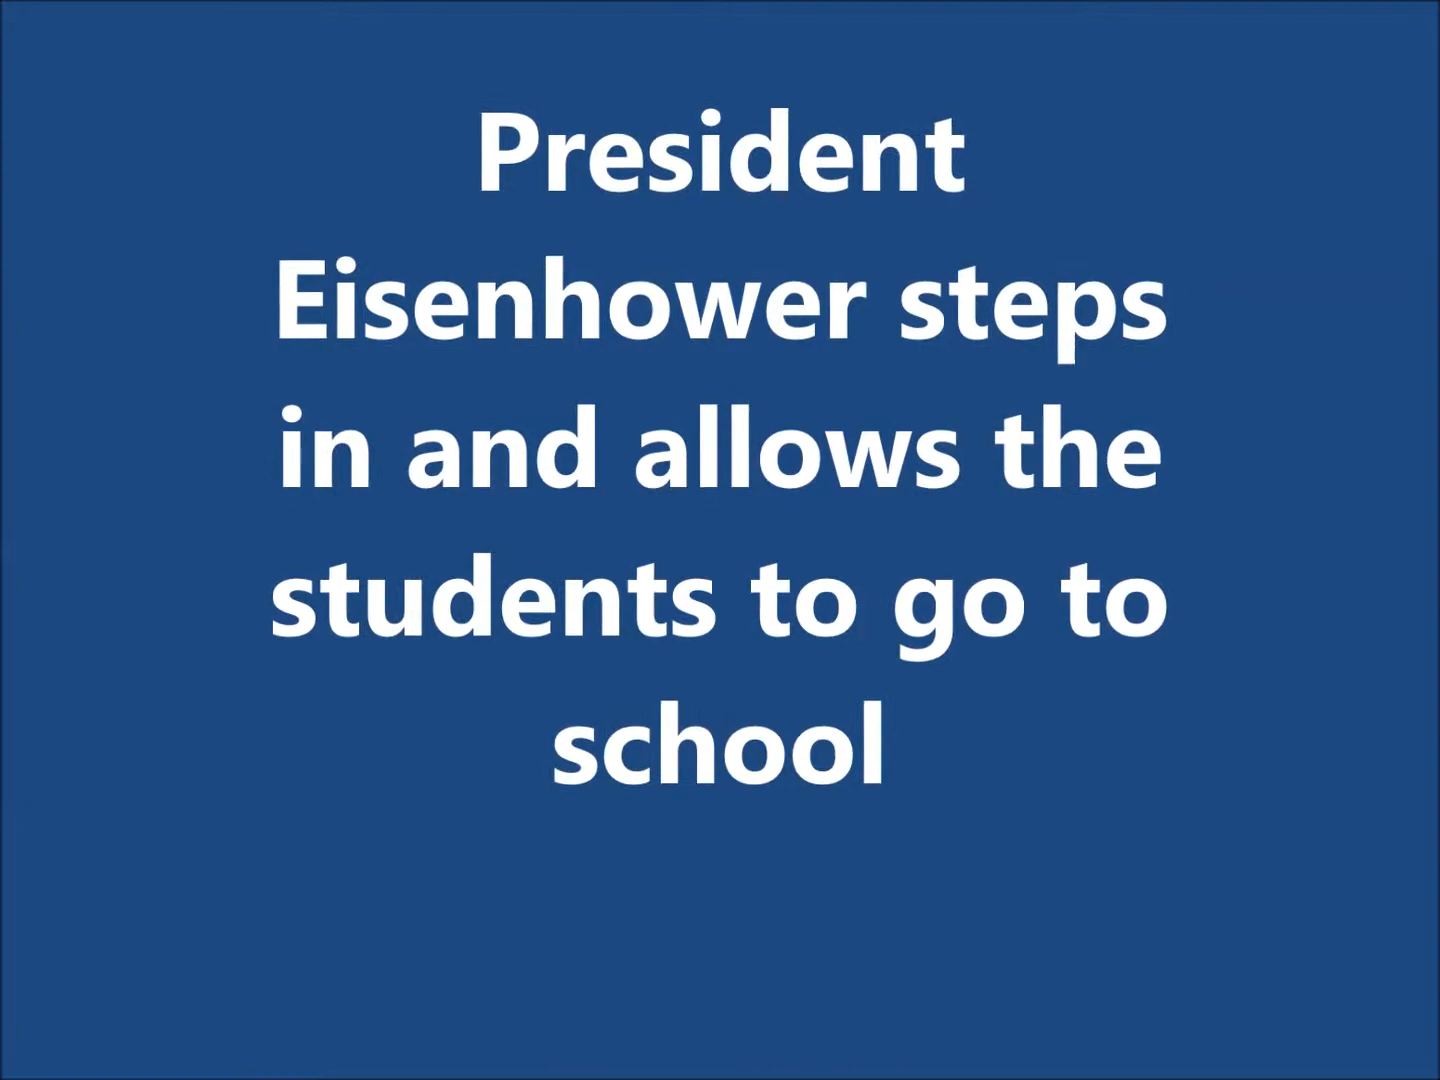 President
Eisenhower steps
in and allows the
students to go to
school